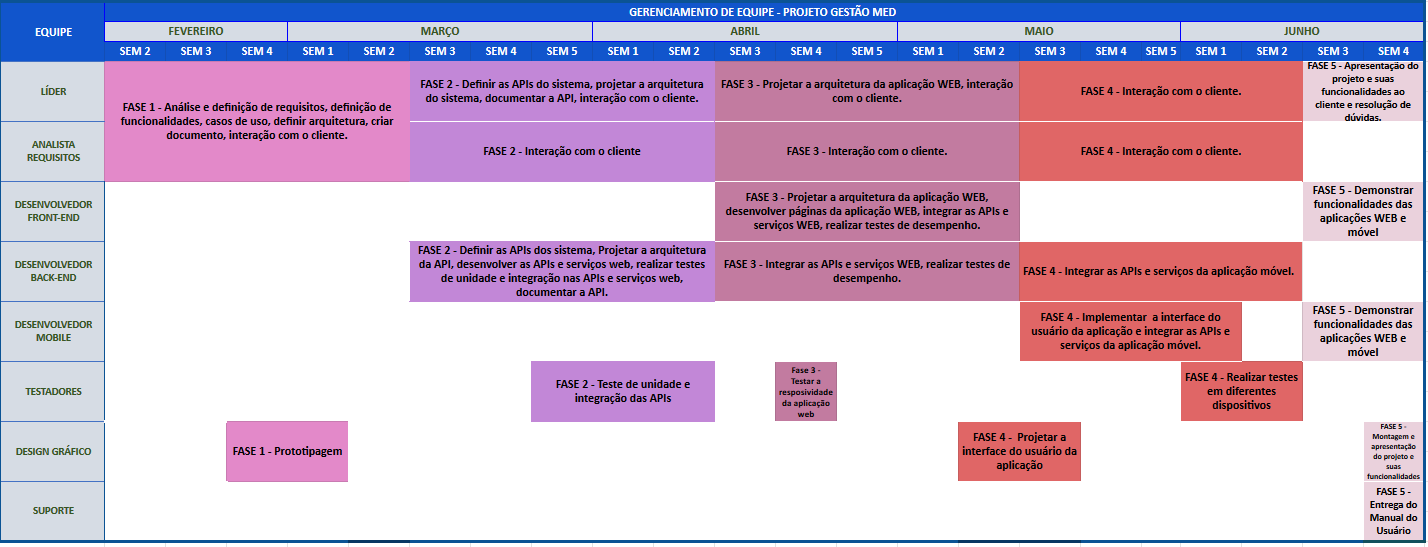 GERENCIAMENTO DE EQUIPE - PROJETO GESTÃO MED
EQUIPE
FEVEREIRO MARÇO ABRIL MAIO JUNHO
SEM 2 SEM 3 SEM 4 SEM 1 SEM 2 SEM 3 SEM 4 SEM 5 SEM 1 SEM 2 SEM 3 SEM 4 SEM 5 SEM 1 SEM 2 SEM 3 SEM 4 SEM 5 SEM 1 SEM 2 SEM 3 SEM 4
LÍDER
FASE 1 - Análise e definição de requisitos, definição de
funcionalidades, casos de uso, definir arquitetura, criar
documento, interação com o cliente.
FASE 2 - Definir as APIs do sistema, projetar a arquitetura
do sistema, documentar a API, interação com o cliente.
FASE 3 - Projetar a arquitetura da aplicação WEB, interação
com o cliente.
FASE 4 - Interação com o cliente.
FASE 5 - Apresentação do
projeto e suas
funcionalidades ao
cliente e resolução de
dúvidas.
ANALISTA
REQUISITOS
FASE 2 - Interação com o cliente
FASE 3 - Interação com o cliente.
FASE 4 - Interação com o cliente.
DESENVOLVEDOR
FRONT-END
FASE 3 - Projetar a arquitetura da aplicação WEB,
desenvolver páginas da aplicação WEB, integrar as APIs e
serviços WEB, realizar testes de desempenho.
FASE 5 - Demonstrar
funcionalidades das
aplicações WEB e
móvel
DESENVOLVEDOR
BACK-END
FASE 2 - Definir as APIs dos sistema, Projetar a arquitetura
da API, desenvolver as APIs e serviços web, realizar testes
de unidade e integração nas APIs e serviços web,
documentar a API.
FASE 3 - Integrar as APIs e serviços WEB, realizar testes de
desempenho.
FASE 4 - Integrar as APIs e serviços da aplicação móvel.
DESENVOLVEDOR
MOBILE
FASE 4 - Implementar a interface do
usuário da aplicação e integrar as APIs e
serviços da aplicação móvel.
FASE 5 - Demonstrar
funcionalidades das
aplicações WEB e
móvel
TESTADORES
FASE 2 - Teste de unidade e
integração das APIs
Fase 3 -
Testar a
resposividade
da aplicação
web
FASE 4 - Realizar testes
em diferentes
dispositivos
DESIGN GRÁFICO
FASE 1 - Prototipagem
FASE 4 - Projetar a
interface do usuário da
aplicação
FASE 5 -
Montagem e
apresentação
do projeto e
suas
funcionalidades
SUPORTE
FASE 5 -
Entrega do
Manual do
Usuário